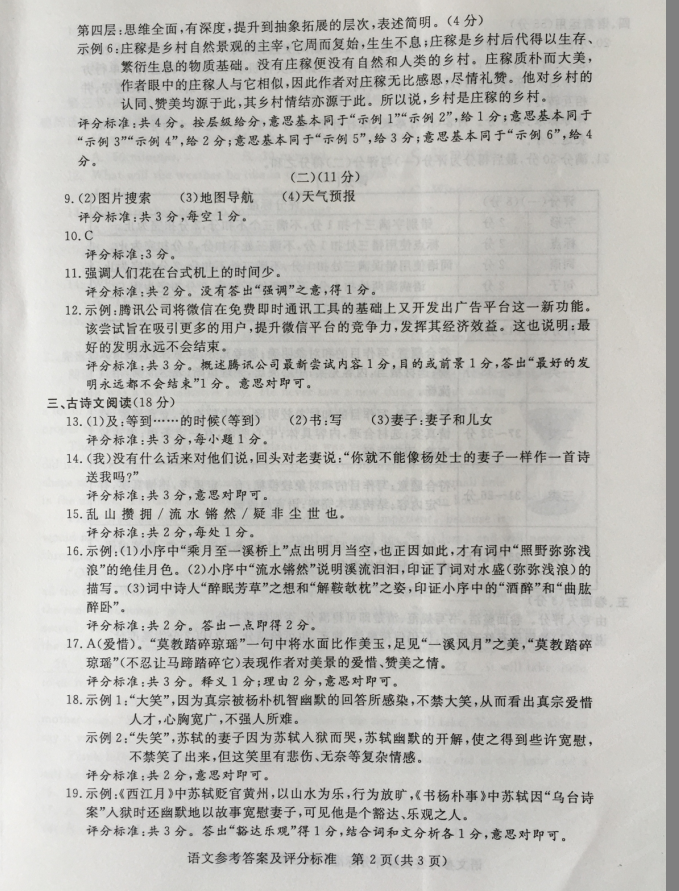 第四层:思维全面,有深度,提升到抽象拓展的层次,表述简明。(4分)
示例6:庄稼是乡村自然景观的主宰,它周而复始,生生不息;庄稼是乡村后代得以生存、
繁衍生息的物质基础。没有庄稼便没有自然和人类的乡村。庄稼质朴而大美,
作者眼中的庄稼人与它相似,因此作者对庄稼无比感恩,尽情礼赞。他对乡村的
认同、赞美均源于此,其乡村情结亦源于此。所以说,乡村是庄稼的乡村。
评分标准:共4分。按层级给分,意思基本同于“示例1”“示例2”,给1分;意思基本同于
“示例3”“示例4”,给2分;意思基本同于“示例5”,给3分;意思基本同于“示例6”,给4
分。
(二)(11分)
9.(2)图片搜索 (3)地图导航 (4)天气预报
评分标准:共3分,每空1分。
10.C
评分标准:3分。
11.强调人们花在台式机上的时间少。
评分标准:共2分。没有答出“强调”之意,得1分。
12.示例:腾讯公司将微信在免费即时通讯工具的基础上又开发出广告平台这一新功能。
该尝试旨在吸引更多的用户,提升微信平台的竞争力,发挥其经济效益。这也说明:最
好的发明永远不会结束。
评分标准:共3分。概述腾讯公司最新尝试内容1分,目的或前景1分,答出“最好的发
明永远都不会结束”1分。意思对即可。
三、古诗文阅读(18分)
13.(1)及:等到……的时候(等到) (2)书:写 (3)妻子:妻子和儿女
评分标准:共3分,每小题1分。
14.(我)没有什么话来对他们说,回头对老妻说:“你就不能像杨处士的妻子一样作一首诗
送我吗?”
评分标准:共3分,意思对即可。
15.乱山攒拥/流水锵然/疑非尘世也。
评分标准:共2分,每处1分。
16.示例:(1)小序中“乘月至一溪桥上”点出明月当空,也正因如此,才有词中“照野弥弥浅
浪”的绝佳月色。(2)小序中“流水锵然”说明溪流汩汩,印证了词对水盛(弥弥浅浪)的
描写。(3)词中诗人“醉眠芳草”之想和“解鞍欹枕”之姿,印证小序中的“酒醉”和“曲肱
醉卧”。
评分标准:共2分。答出一点即得2分。
17.A(爱惜)。“莫教踏碎琼瑶”一句中将水面比作美玉,足见“一溪风月”之美,“莫教踏碎
琼瑶”(不忍让马蹄踏碎它)表现作者对美景的爱惜、赞美之情。
评分标准:共3分。释义1分;理由2分,意思对即可。
18.示例1:“大笑”,因为真宗被杨朴机智幽默的回答所感染,不禁大笑,从而看出真宗爱惜
人才,心胸宽广,不强人所难。
示例2:“失笑”,苏轼的妻子因为苏轼入狱而哭,苏轼幽默的开解,使之得到些许宽慰,
不禁笑了出来,但这笑里有悲伤、无奈等复杂情感。
评分标准:共2分,意思对即可。
19.示例:《西江月》中苏轼贬官黄州,以山水为乐,行为放旷,《书杨朴事》中苏轼因“乌台诗
案”入狱时还幽默地以故事宽慰妻子,可见他是个豁达、乐观之人。
评分标准:共3分。答出“豁达乐观”得1分,结合词和文分析各1分,意思对即可。
语文参考答案及评分标准 第2页(共3页)